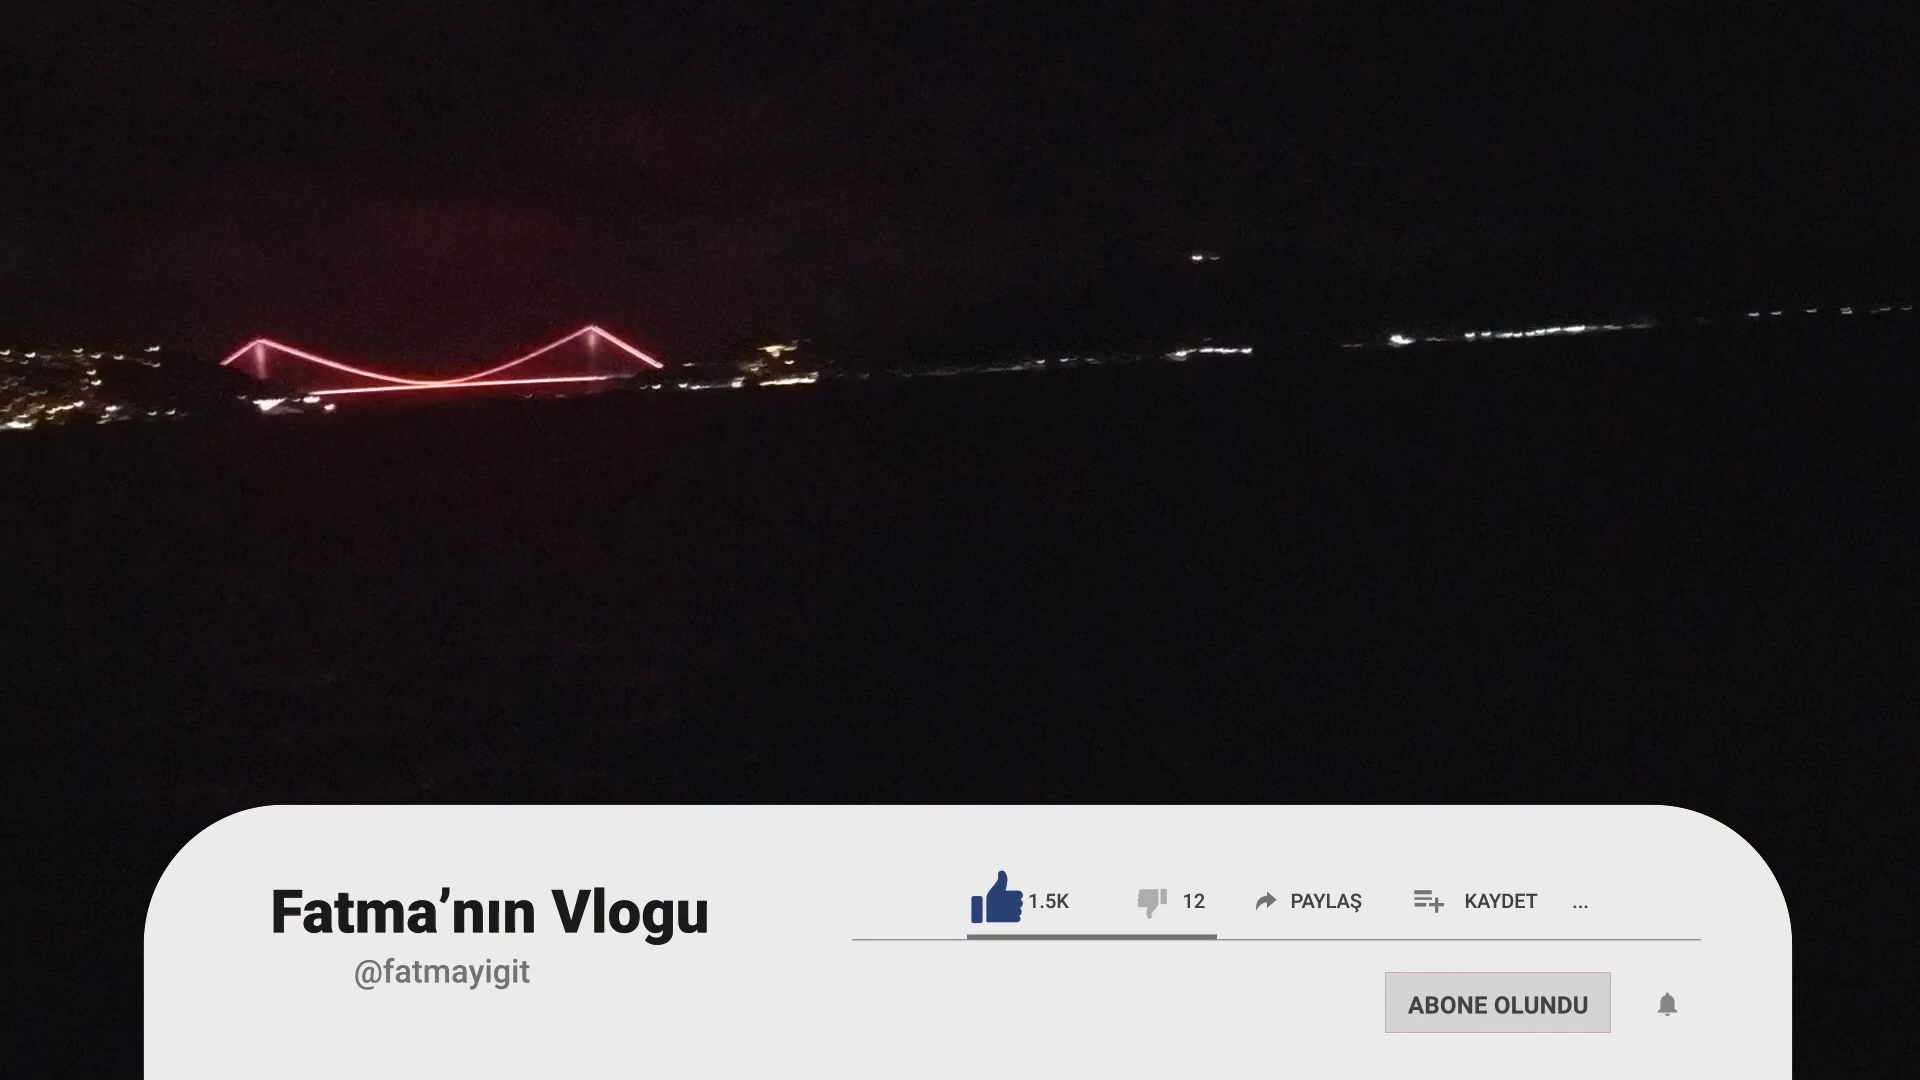 Fatma’nın Vlogu
@fatmayigit
1.5K 12 PAYLAŞ KAYDET ...
ABONE OLUNDU